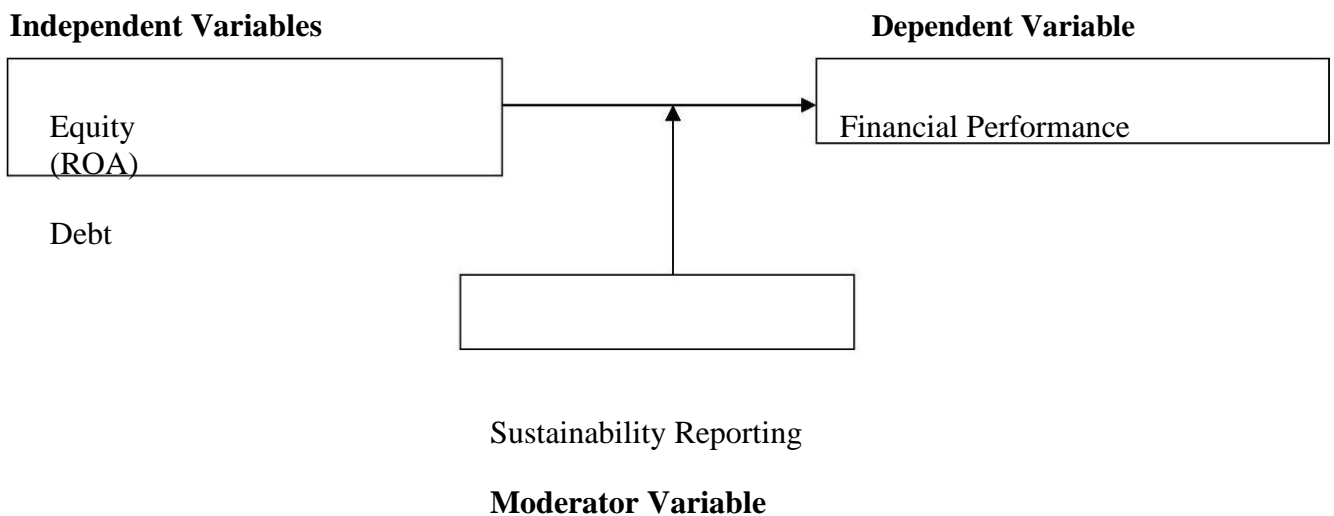 Independent Variables
Dependent Variable
Equity
(ROA)
Debt
Financial Performance
Sustainability Reporting
Moderator Variable